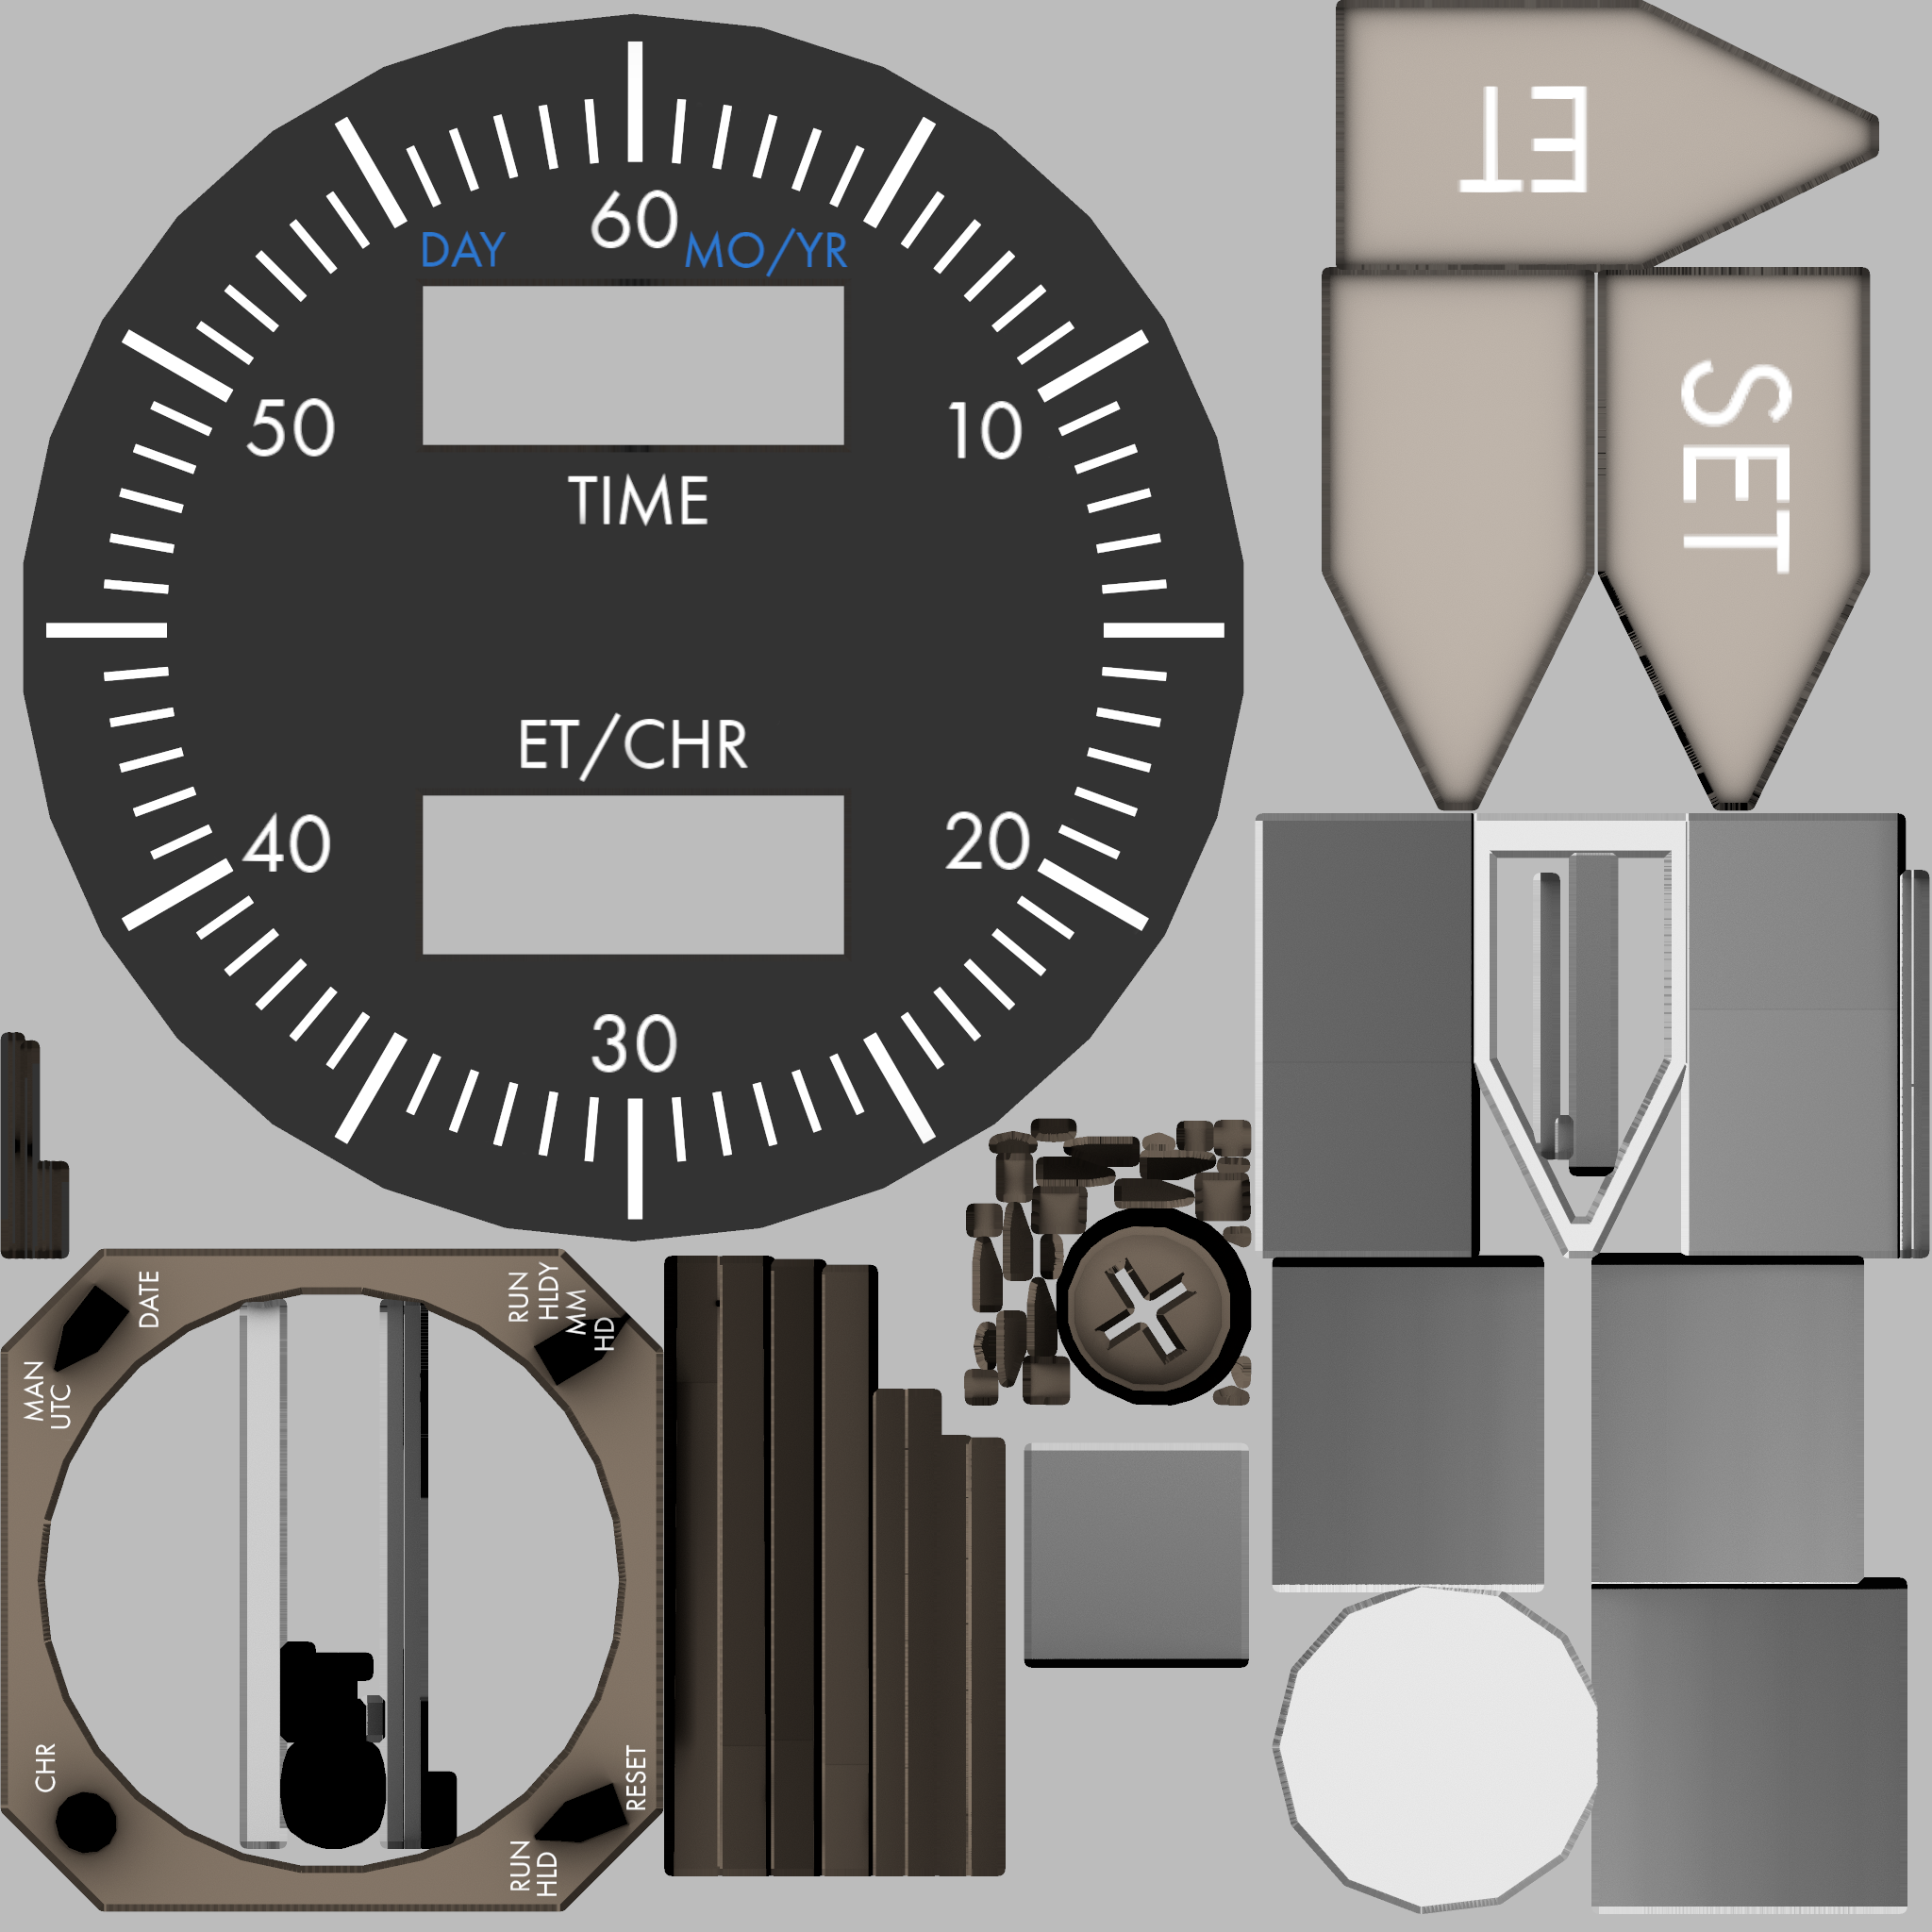 60
DAY
MO/YR
50
10
TIME
ET/CHR
40
20
30
ET
SET
DATE
MAN
UTC
RUN
HLDY
MM
HD
CHR
RESET
RUN
HLD